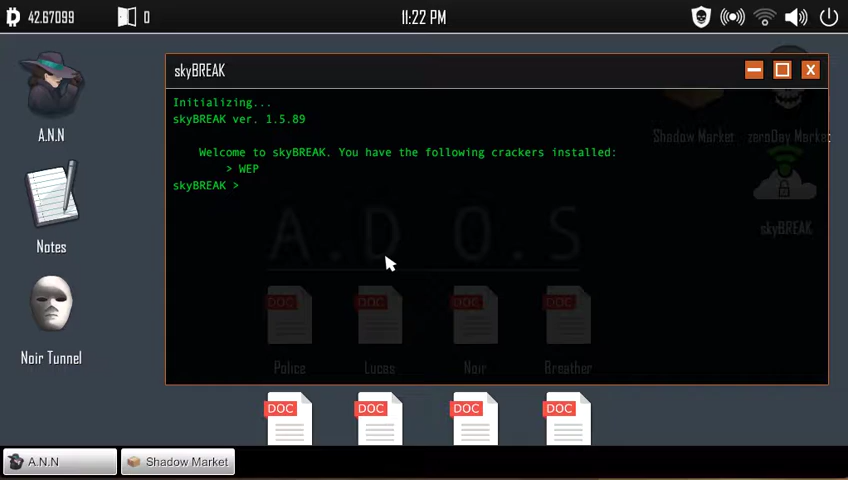 42.67099
0
11:22 PM
skyBREAK
Initializing...
skyBREAK ver. 1.5.89
Welcome to skyBREAK. You have the following crackers installed:
> WEP
skyBREAK >
A.N.N
Notes
Noir Tunnel
Shadow Market
zeroDay Market
skyBREAK
A.D O.S
DOC
DOC
DOC
DOC
Police
Lucas
Noir
Breather
DOC
DOC
DOC
DOC
A.N.N
Shadow Market